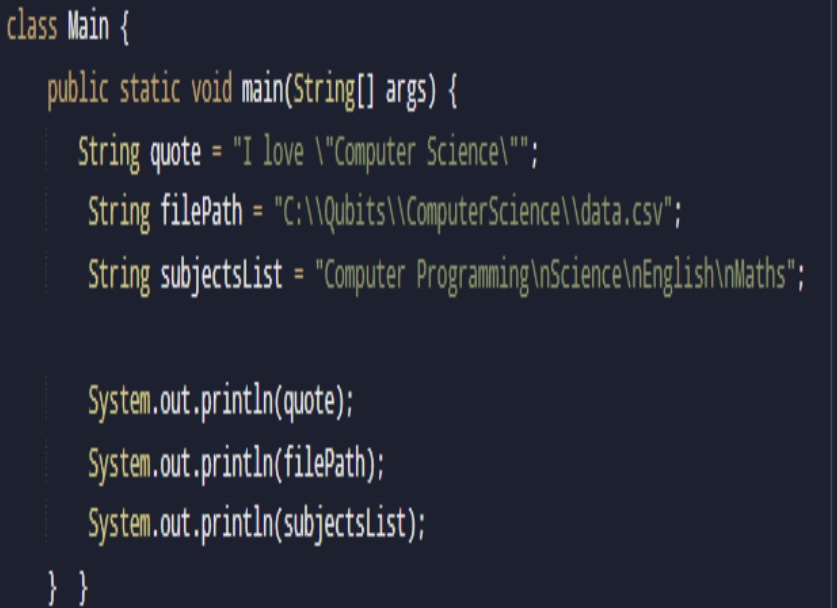 class Main {
public static void main(String[] args) {
String quote = "I love \"Computer Science\"";
String filePath = "C:\\Qubits\\ComputerScience\\data.csv";
String subjectsList = "Computer Programming\nScience\nEnglish\nMaths";
System.out.println(quote);
System.out.println(filePath);
System.out.println(subjectsList);
} }